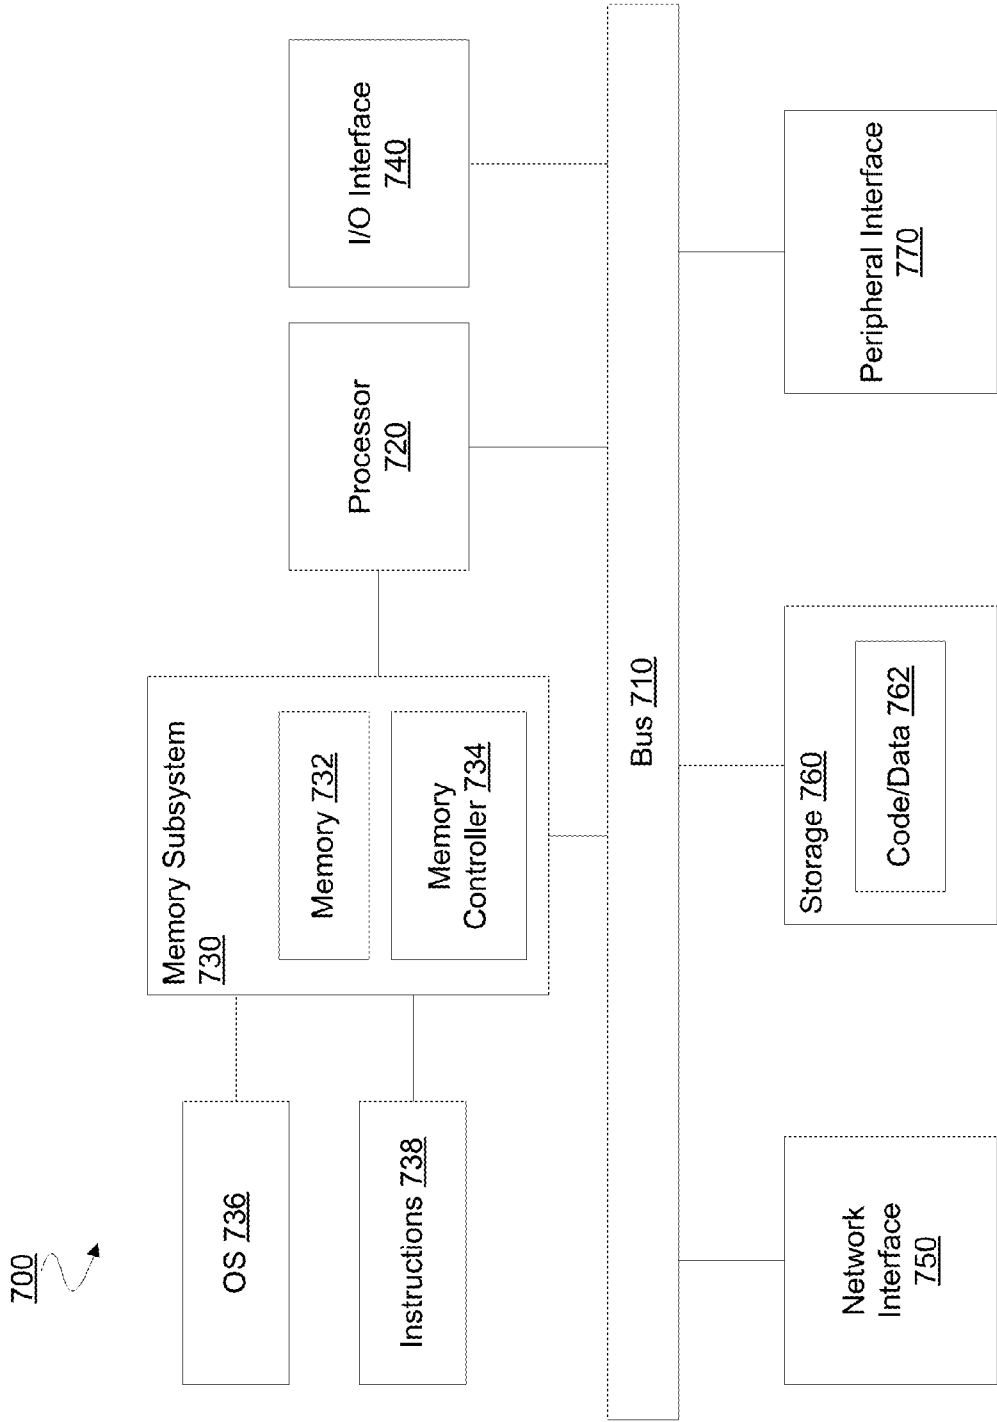 700
OS 736
Instructions 738
Memory Subsystem
730
Memory 732
Memory
Controller 734
Processor
720
I/O Interface
740
Bus 710
Network
Interface
750
Storage 760
Code/Data 762
Peripheral Interface
770